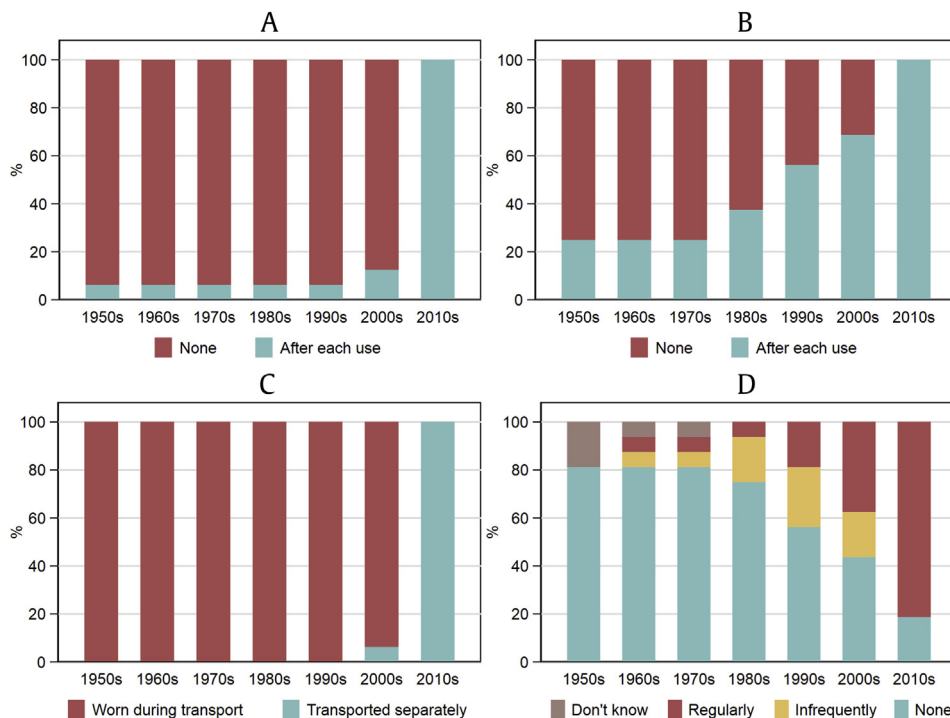 A
100
80
60
40
20
0
%
1950s 1960s 1970s 1980s 1990s 2000s 2010s
None After each use
B
100
80
60
40
20
0
%
1950s 1960s 1970s 1980s 1990s 2000s 2010s
None After each use
C
100
80
60
40
20
0
%
1950s 1960s 1970s 1980s 1990s 2000s 2010s
Worn during transport Transported separately
D
100
80
60
40
20
0
%
1950s 1960s 1970s 1980s 1990s 2000s 2010s
Don't know Regularly Infrequently None